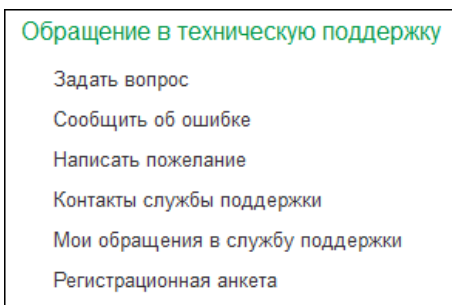 Обращение в техническую поддержку
Задать вопрос
Сообщить об ошибке
Написать пожелание
Контакты службы поддержки
Мои обращения в службу поддержки
Регистрационная анкета